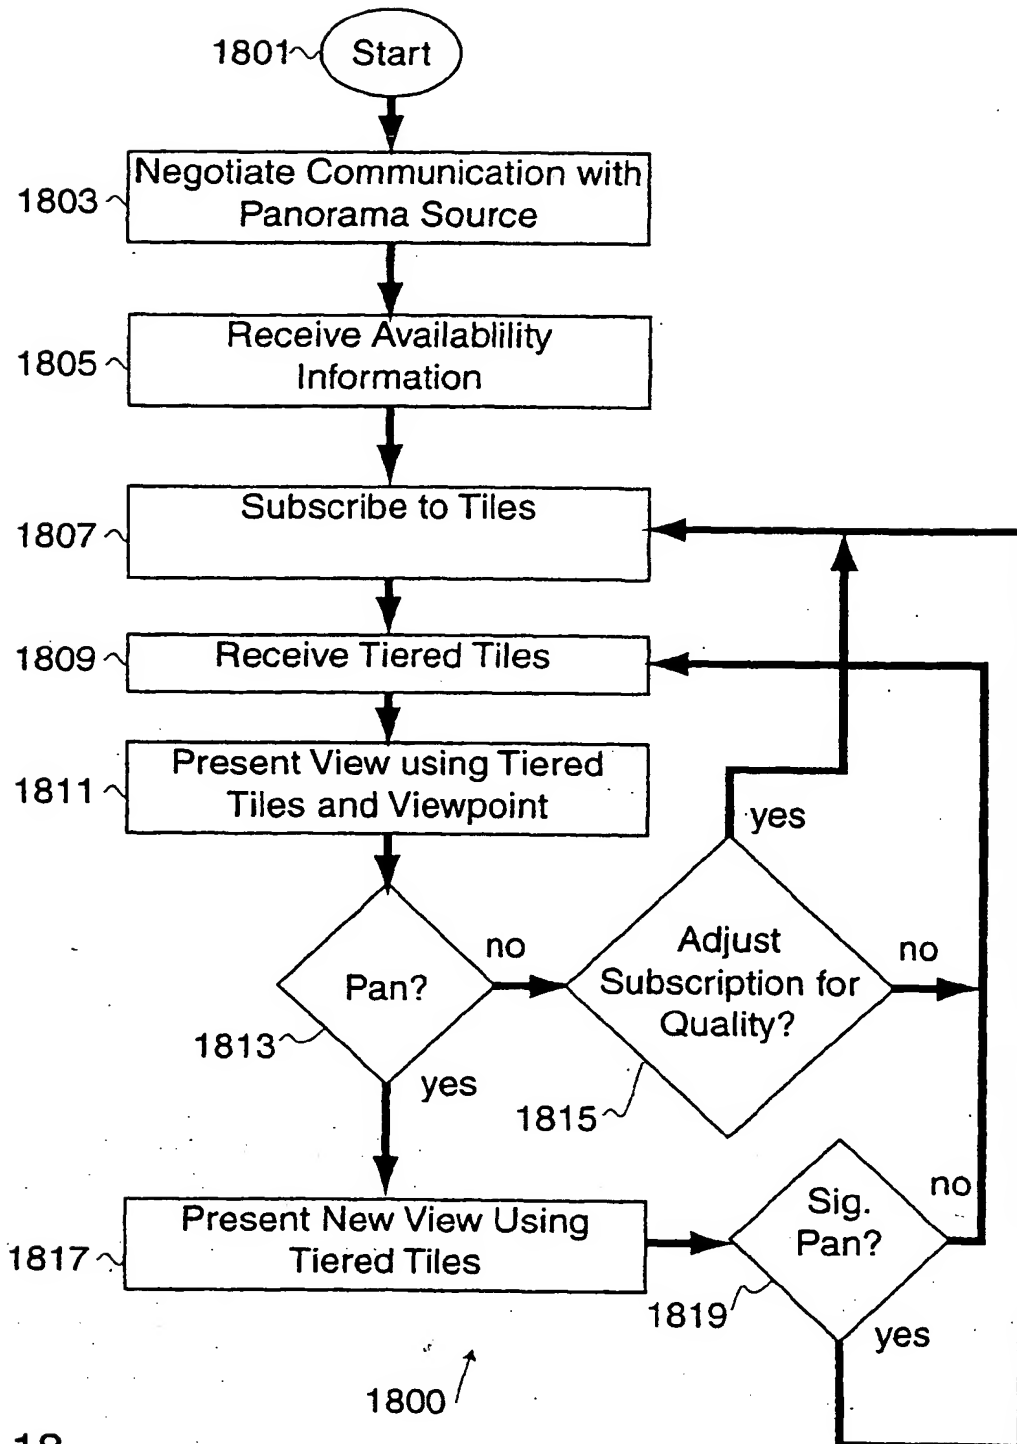 1801
Start
Negotiate Communication with
Panorama Source
1803
Receive Availablility
Information
1805
Subscribe to Tiles
1807
1809
Receive Tiered Tiles
Present View using Tiered
Tiles and Viewpoint
1811
yes
Pan?
no
Adjust
Subscription for
Quality?
no
1813
yes
1815
Present New View Using
Tiered Tiles
1817
Sig.
Pan?
no
1819
yes
1800
18